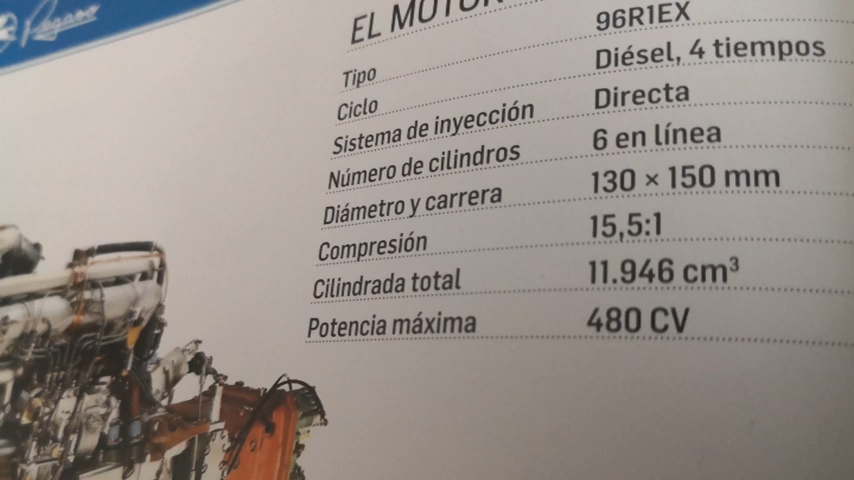 Pegaso
EL MOTOR
Tipo 96R1EX
Ciclo Diésel, 4 tiempos
Sistema de inyección Directa
Número de cilindros 6 en línea
Diámetro y carrera 130 × 150 mm
Compresión 15,5:1
Cilindrada total 11.946 cm³
Potencia máxima 480 CV